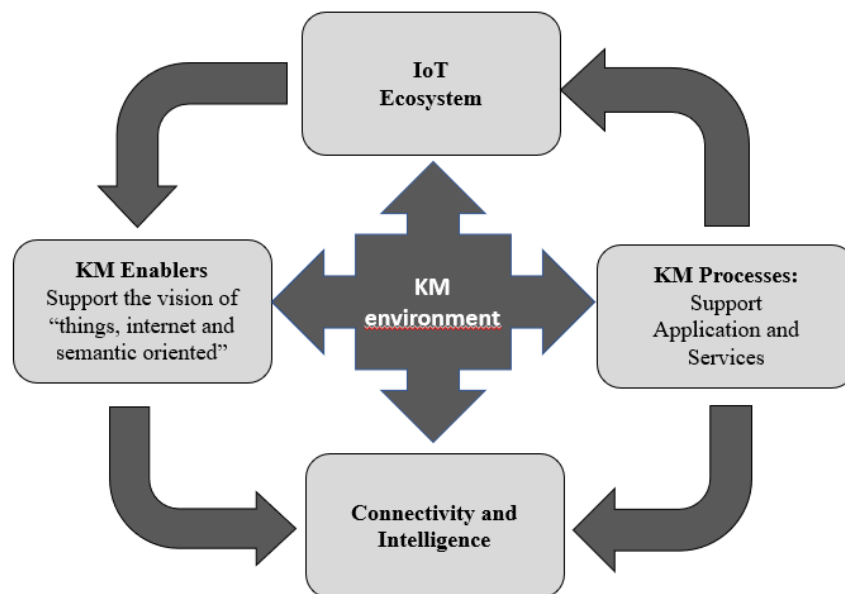 IoT
Ecosystem
KM Enablers
Support the vision of
“things, internet and
semantic oriented”
KM
environment
KM Processes:
Support
Application and
Services
Connectivity and
Intelligence